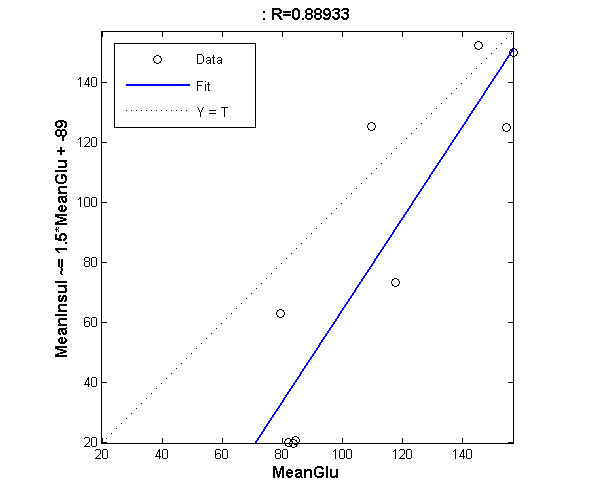 : R=0.88933
Data
Fit
Y = T
MeanInsul ~= 1.5*MeanGlu + -89
140
120
100
80
60
40
20
20 40 60 80 100 120 140
MeanGlu